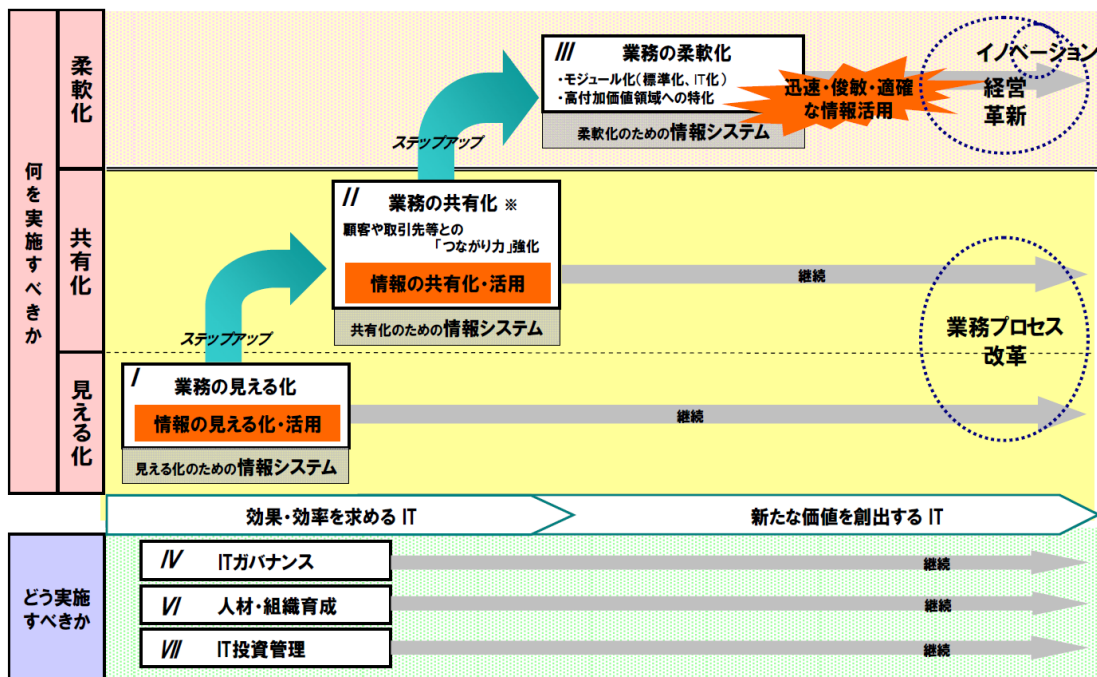 何を実施すべきか
柔軟化
III 業務の柔軟化
・モジュール化（標準化、IT化）
・高付加価値領域への特化
柔軟化のための情報システム
迅速・俊敏・適確
な情報活用
イノベーション
経営
革新
ステップアップ
共有化
II 業務の共有化 ※
顧客や取引先等との
「つながり力」強化
情報の共有化・活用
共有化のための情報システム
継続
業務プロセス
改革
ステップアップ
見える化
I 業務の見える化
情報の見える化・活用
見える化のための情報システム
継続
効果・効率を求める IT
新たな価値を創出する IT
どう実施
すべきか
IV ITガバナンス
継続
VI 人材・組織育成
継続
VII IT投資管理
継続